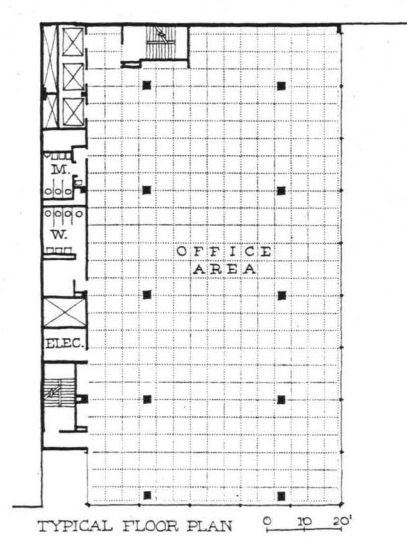 M.
W.
OFFICE
AREA
ELEC.
TYPICAL FLOOR PLAN
0 10 20'